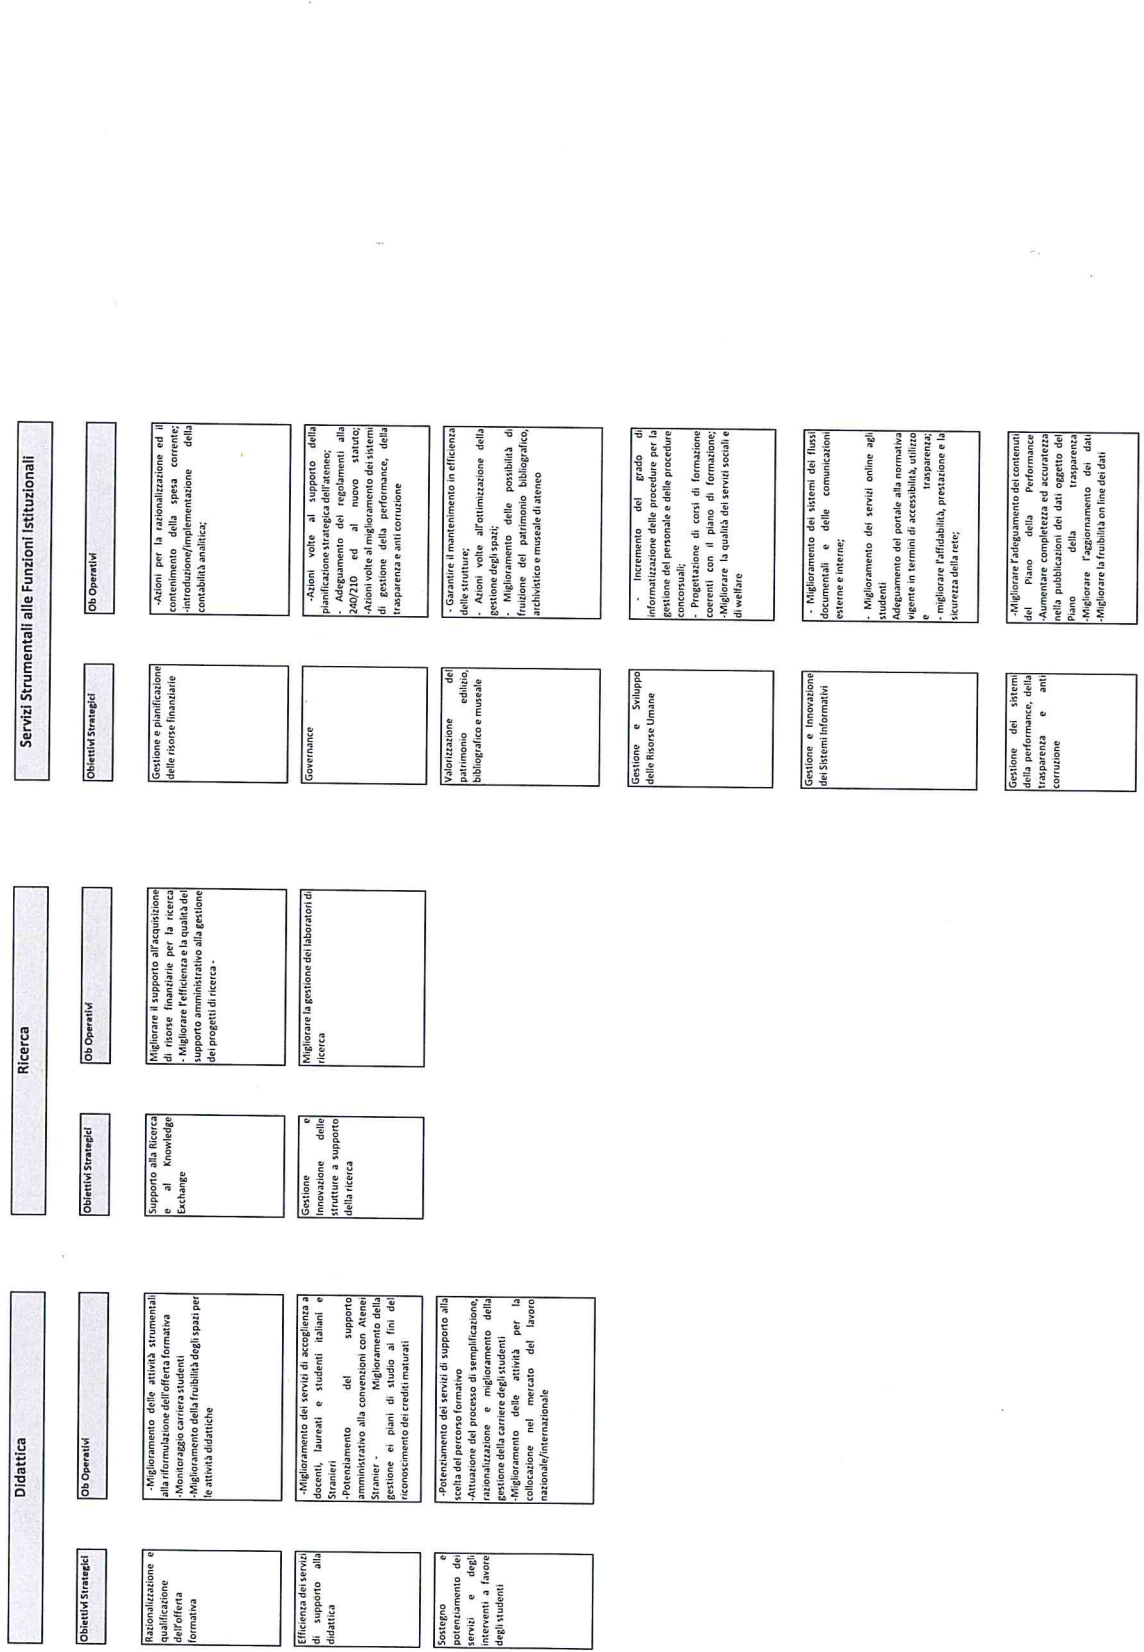 Didattica
Obiettivi Strategici
Ob Operativi
Razionalizzazione e
qualificazione
dell'offerta
formativa
-Miglioramento delle attività strumentali
alla riformulazione dell'offerta formativa
-Monitoraggio carriera studenti
-Miglioramento della fruibilità degli spazi per
le attività didattiche
Efficienza dei servizi
di supporto alla
didattica
-Miglioramento dei servizi di accoglienza a
docenti, laureati e studenti italiani e
Stranieri
-Potenziamento del supporto
amministrativo alla convenzioni con Atenei
Stranier - Miglioramento della
gestione ei piani di studio ai fini del
riconoscimento dei crediti maturati
Sostegno e
potenziamento dei
servizi e degli
interventi a favore
degli studenti
-Potenziamento dei servizi di supporto alla
scelta del percorso formativo
-Attuazione del processo di semplificazione,
razionalizzazione e miglioramento della
gestione della carriere degli studenti
-Miglioramento delle attività per la
collocazione nel mercato del lavoro
nazionale/internazionale
Ricerca
Obiettivi Strategici
Ob Operativi
Supporto alla Ricerca
e al Knowledge
Exchange
Migliorare il supporto all'acquisizione
di risorse finanziarie per la ricerca
- Migliorare l'efficienza e la qualità del
supporto amministrativo alla gestione
dei progetti di ricerca -
Gestione e
Innovazione delle
strutture a supporto
della ricerca
Migliorare la gestione dei laboratori di
ricerca
Servizi Strumentali alle Funzioni Istituzionali
Obiettivi Strategici
Ob Operativi
Gestione e pianificazione
delle risorse finanziarie
-Azioni per la razionalizzazione ed il
contenimento della spesa corrente;
-introduzione/implementazione della
contabilità analitica;
Governance
-Azioni volte al supporto della
pianificazione strategica dell'ateneo;
- Adeguamento dei regolamenti alla
240/210 ed al nuovo statuto;
-Azioni volte al miglioramento dei sistemi
di gestione della performance, della
trasparenza e anti corruzione
Valorizzazione del
patrimonio edilizio,
bibliografico e museale
- Garantire il mantenimento in efficienza
delle strutture;
- Azioni volte all'ottimizzazione della
gestione degli spazi;
- Miglioramento delle possibilità di
fruizione del patrimonio bibliografico,
archivistico e museale di ateneo
Gestione e Sviluppo
delle Risorse Umane
- Incremento del grado di
informatizzazione delle procedure per la
gestione del personale e delle procedure
concorsuali;
- Progettazione di corsi di formazione
coerenti con il piano di formazione;
-Migliorare la qualità dei servizi sociali e
di welfare
Gestione e Innovazione
dei Sistemi Informativi
- Miglioramento dei sistemi dei flussi
documentali e delle comunicazioni
esterne e interne;
- Miglioramento dei servizi online agli
studenti
Adeguamento del portale alla normativa
vigente in termini di accessibilità, utilizzo
e trasparenza;
- migliorare l'affidabilità, prestazione e la
sicurezza della rete;
Gestione dei sistemi
della performance, della
trasparenza e anti
corruzione
-Migliorare l'adeguamento dei contenuti
del Piano della Performance
-Aumentare completezza ed accuratezza
nella pubblicazioni dei dati oggetto del
Piano della trasparenza
-Migliorare l'aggiornamento dei dati
-Migliorare la fruibilità on line dei dati